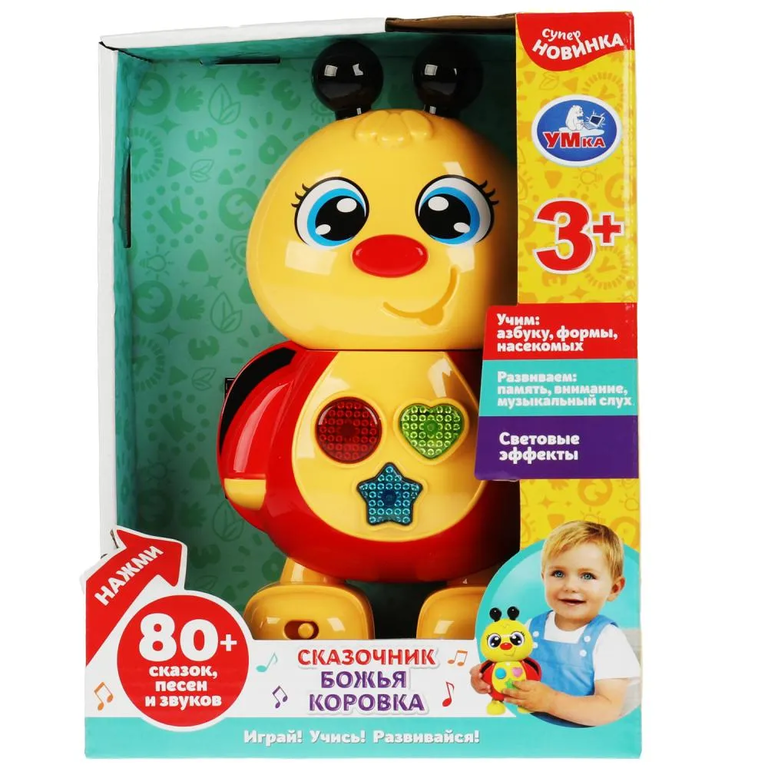 супер
НОВИНКА
УМка
3+
Учим:
азбуку, формы,
насекомых
Развиваем:
память, внимание,
музыкальный слух
Световые
эффекты
НАЖМИ
80+
сказок,
песен
и звуков
СКАЗОЧНИК
БОЖЬЯ
КОРОВКА
Играй! Учись! Развивайся!